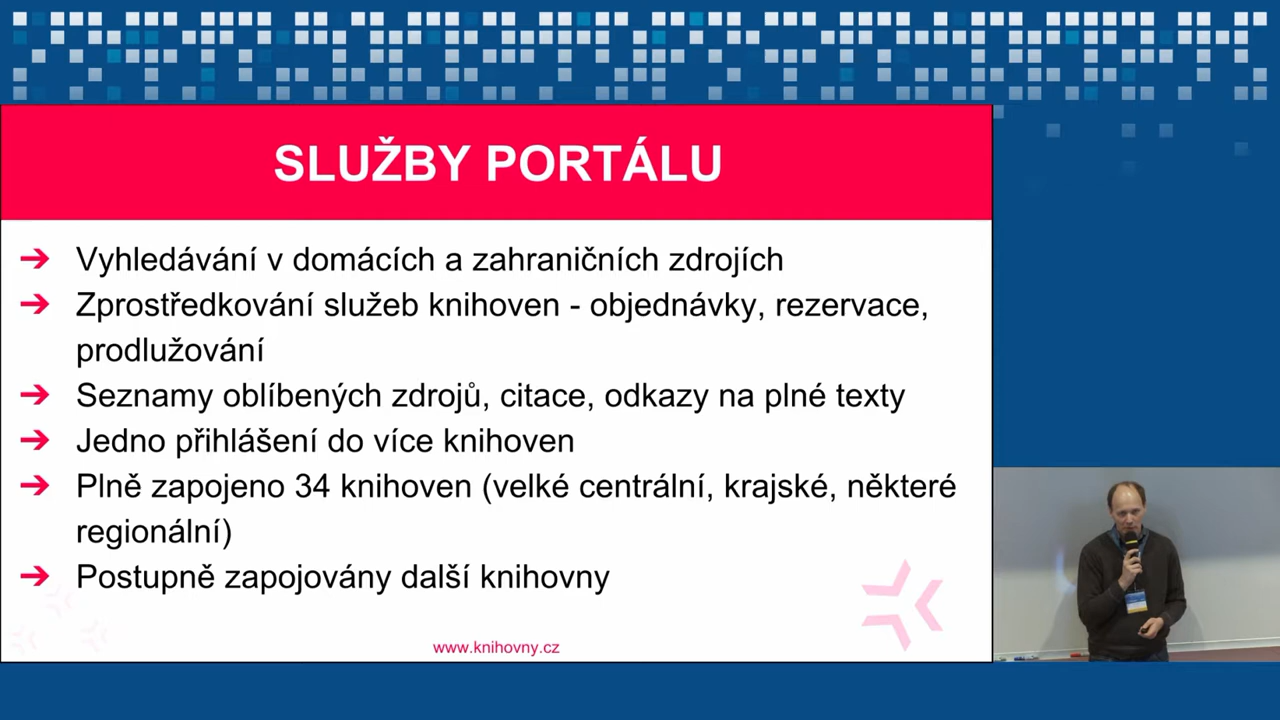 SLUŽBY PORTÁLU
➔ Vyhledávání v domácích a zahraničních zdrojích
➔ Zprostředkování služeb knihoven - objednávky, rezervace,
prodlužování
➔ Seznamy oblíbených zdrojů, citace, odkazy na plné texty
➔ Jedno přihlášení do více knihoven
➔ Plně zapojeno 34 knihoven (velké centrální, krajské, některé
regionální)
➔ Postupně zapojovány další knihovny
www.knihovny.cz